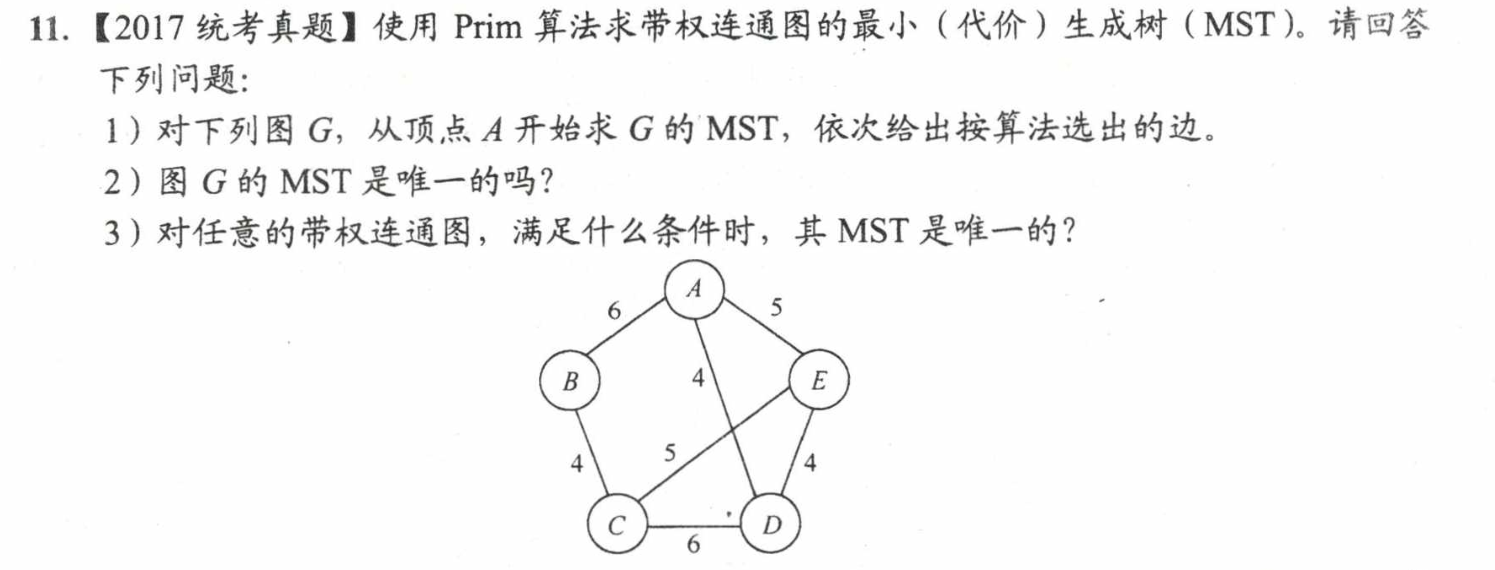 11.【2017 统考真题】使用 Prim 算法求带权连通图的最小（代价）生成树（MST）。请回答
下列问题：
1）对下列图 G，从顶点 A 开始求 G 的 MST，依次给出按算法选出的边。
2）图 G 的 MST 是唯一的吗？
3）对任意的带权连通图，满足什么条件时，其 MST 是唯一的？
A
6
5
B
4
E
4
5
4
C
D
6